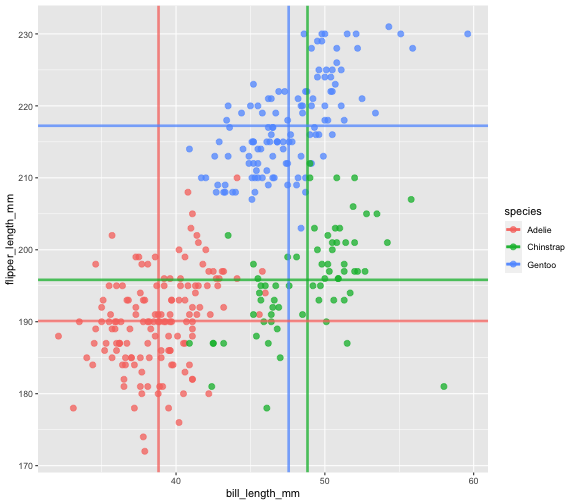 230
220
210
200
190
180
170
40
50
60
bill_length_mm
flipper_length_mm
species
Adelie
Chinstrap
Gentoo